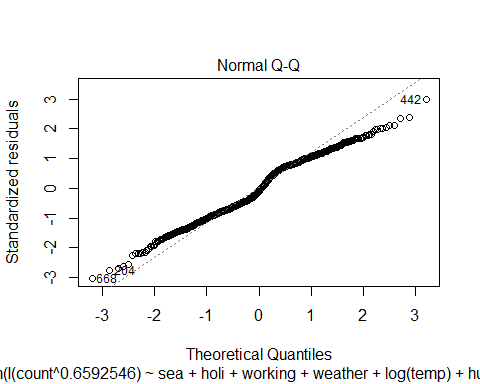 Normal Q-Q
Standardized residuals
3
2
1
0
-1
-2
-3
442
204
668
-3 -2 -1 0 1 2 3
Theoretical Quantiles
n(I(count^0.6592546) ~ sea + holi + working + weather + log(temp) + hu